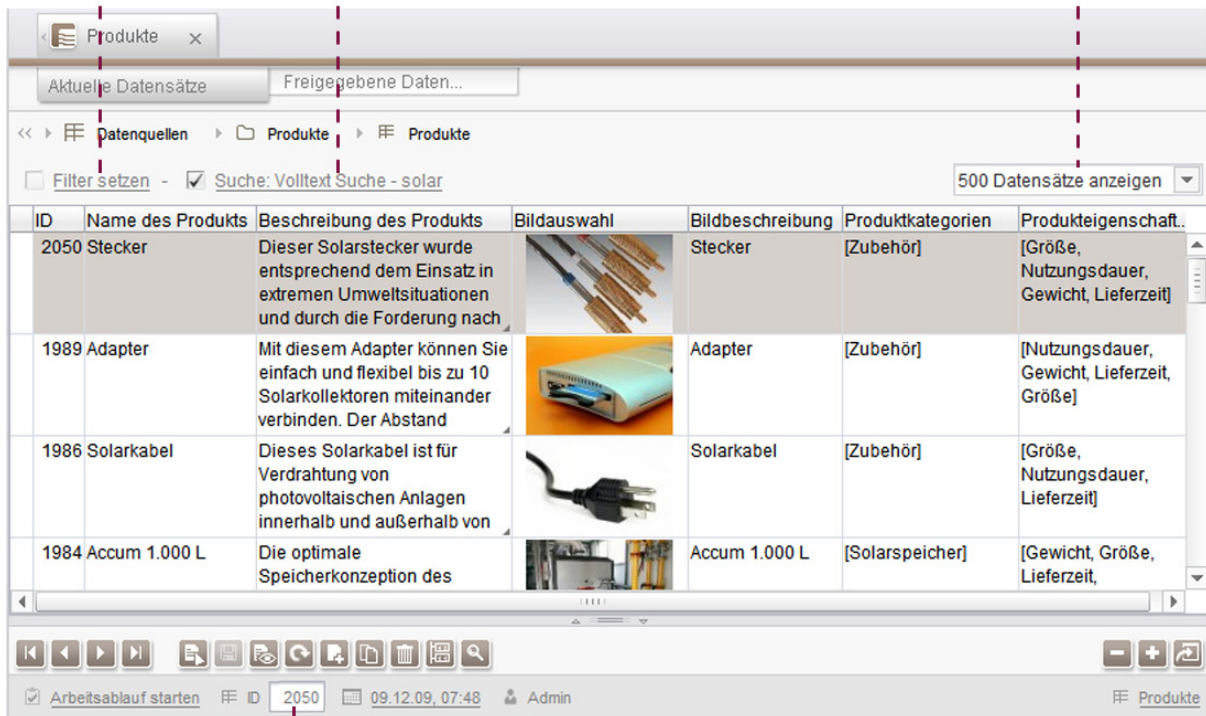 Produkte
Aktuelle Datensätze
Freigegebene Daten...
Datenquellen
Produkte
Produkte
Filter setzen - Suche: Volltext Suche - solar
500 Datensätze anzeigen
ID Name des Produkts Beschreibung des Produkts Bildauswahl Bildbeschreibung Produktkategorien Produkteigenschaft..
2050 Stecker
Dieser Solarstecker wurde
entsprechend dem Einsatz in
extremen Umweltsituationen
und durch die Forderung nach
Stecker
[Zubehör]
[Größe,
Nutzungsdauer,
Gewicht, Lieferzeit]
1989 Adapter
Mit diesem Adapter können Sie
einfach und flexibel bis zu 10
Solarkollektoren miteinander
verbinden. Der Abstand
Adapter
[Zubehör]
[Nutzungsdauer,
Gewicht, Lieferzeit,
Größe]
1986 Solarkabel
Dieses Solarkabel ist für
Verdrahtung von
photovoltaischen Anlagen
innerhalb und außerhalb von
Solarkabel
[Zubehör]
[Größe,
Nutzungsdauer,
Lieferzeit]
1984 Accum 1.000 L
Die optimale
Speicherkonzeption des
Accum 1.000 L
[Solarspeicher]
[Gewicht, Größe,
Lieferzeit,
Arbeitsablauf starten ID 2050 09.12.09, 07:48 Admin Produkte